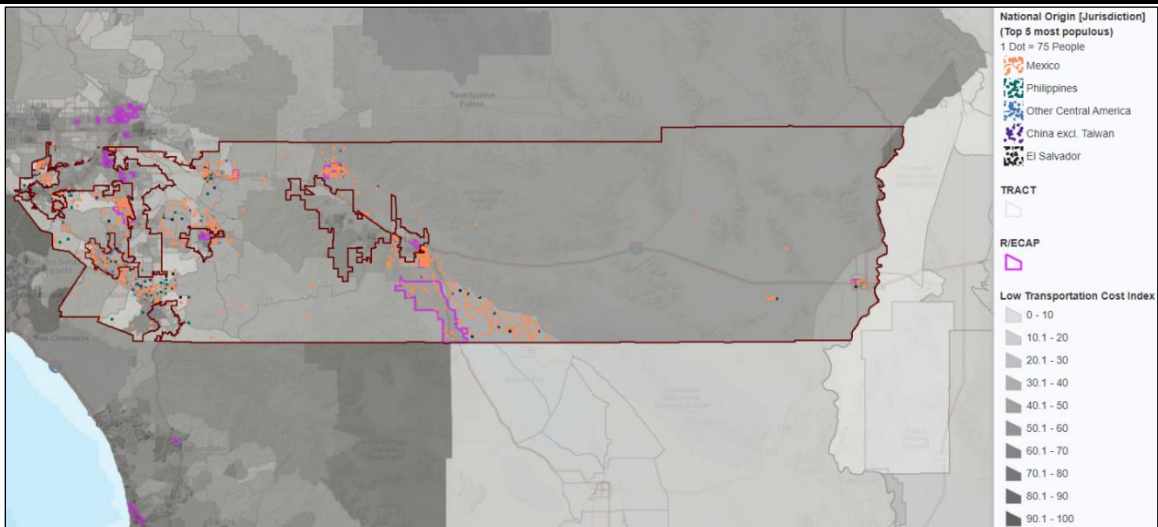 National Origin [Jurisdiction]
(Top 5 most populous)
1 Dot = 75 People
Mexico
Philippines
Other Central America
China excl. Taiwan
El Salvador
TRACT
R/ECAP
Low Transportation Cost Index
0 - 10
10.1 - 20
20.1 - 30
30.1 - 40
40.1 - 50
50.1 - 60
60.1 - 70
70.1 - 80
80.1 - 90
90.1 - 100
Twentynine
Palms
San Clemente